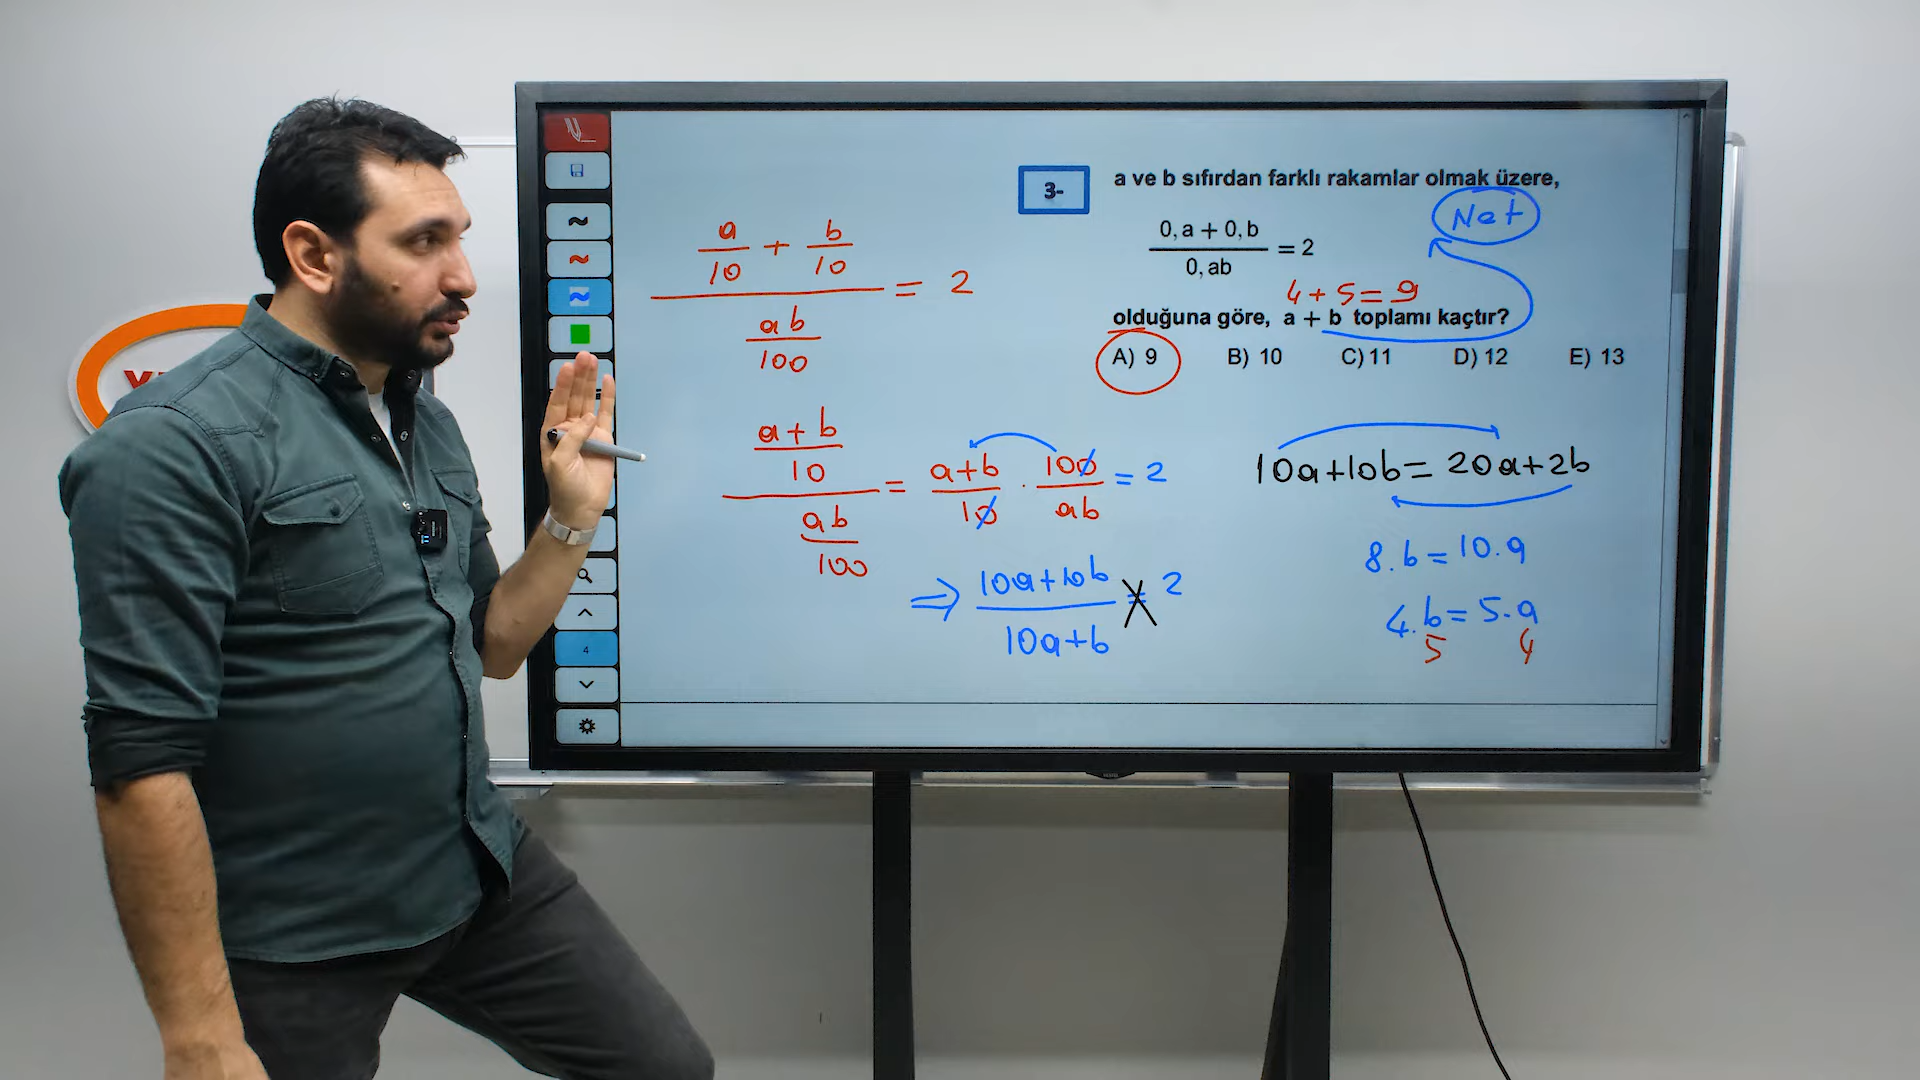 3-
a ve b sıfırdan farklı rakamlar olmak üzere,
Net
0,a + 0,b
= 2
0,ab
4+5=9
olduğuna göre, a + b toplamı kaçtır?
A) 9 B) 10 C) 11 D) 12 E) 13
a/10 + b/10
= 2
ab/100
a+b
10
ab
100
= a+b/10 . 100/ab = 2
⇒ 10a+10b
= 2
10a+b
10a+10b= 20a+2b
8.b=10.a
4.b=5.a
5 4
4